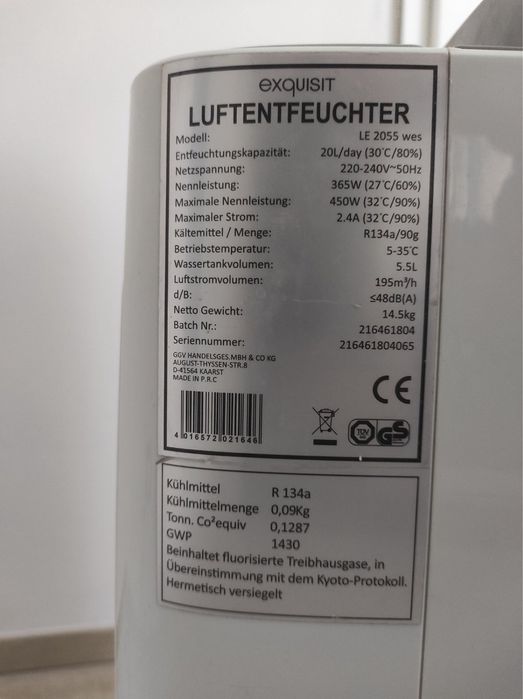 exquisit
LUFTENTFEUCHTER
Modell: LE 2055 wes
Entfeuchtungskapazität: 20L/day (30℃/80%)
Netzspannung: 220-240V~50Hz
Nennleistung: 365W (27℃/60%)
Maximale Nennleistung: 450W (32℃/90%)
Maximaler Strom: 2.4A (32℃/90%)
Kältemittel / Menge: R134a/90g
Betriebstemperatur: 5-35℃
Wassertankvolumen: 5.5L
Luftstromvolumen: 195m³/h
d/B: ≤48dB(A)
Netto Gewicht: 14.5kg
Batch Nr.: 216461804
Seriennummer: 216461804065
GGV HANDELSGES.MBH & CO KG
AUGUST-THYSSEN-STR.8
D-41564 KAARST
MADE IN P.R.C
CE
4 016572 021646
TÜV GS
Kühlmittel R 134a
Kühlmittelmenge 0,09Kg
Tonn. Co²equiv 0,1287
GWP 1430
Beinhaltet fluorisierte Treibhausgase, in
Übereinstimmung mit dem Kyoto-Protokoll.
Hermetisch versiegelt